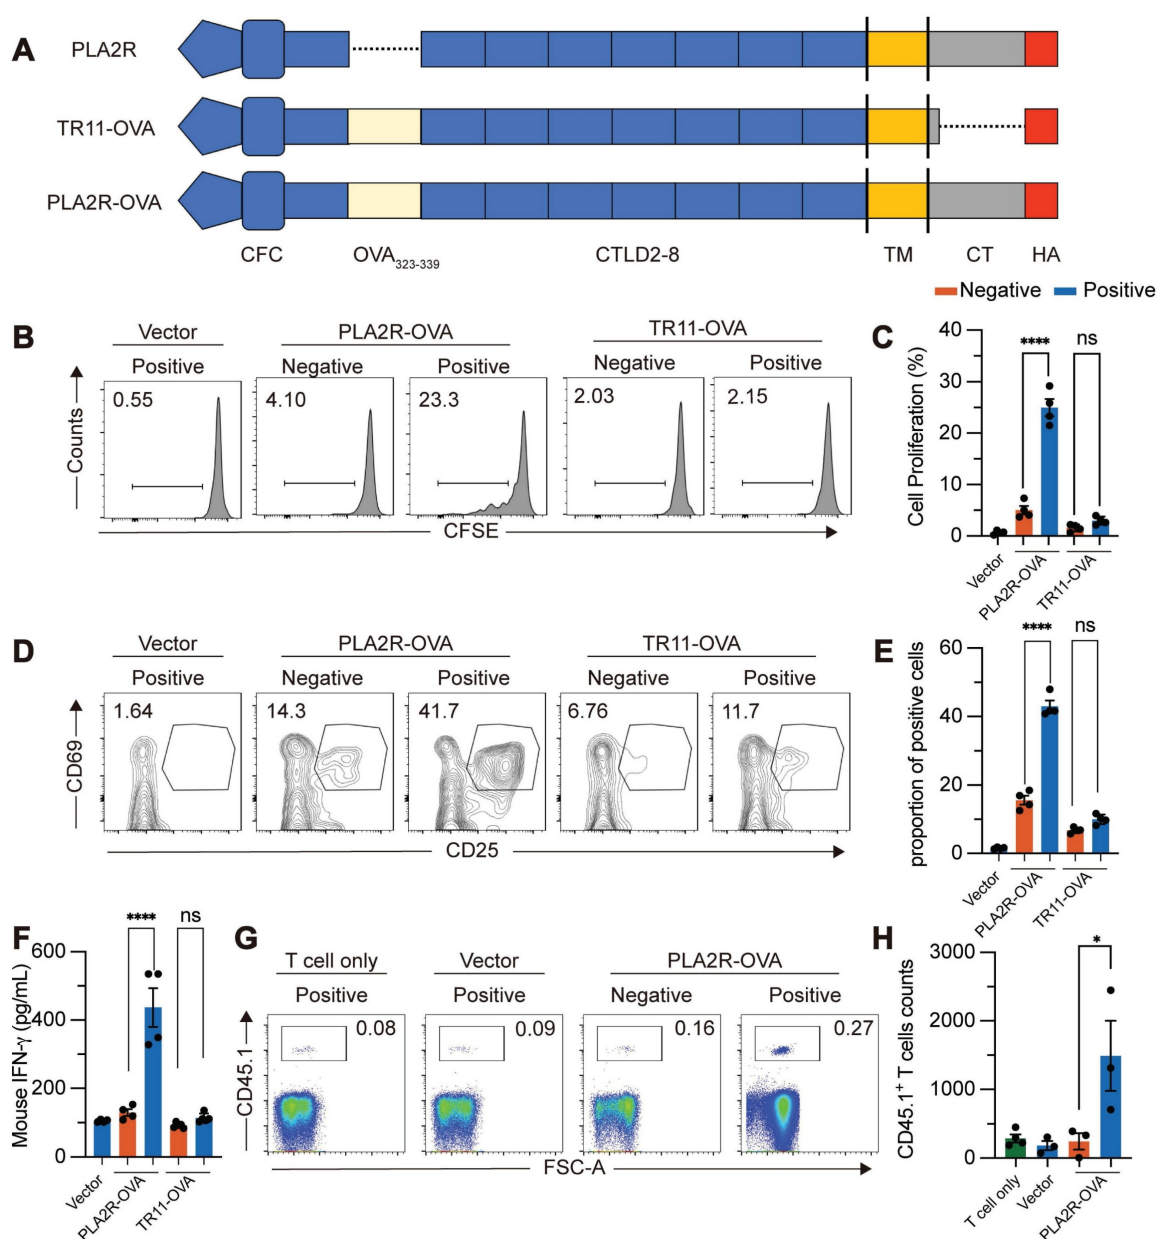 A
PLA2R
TR11-OVA
PLA2R-OVA
CFC OVA323-339 CTLD2-8 TM CT HA
Negative Positive
B
Vector PLA2R-OVA TR11-OVA
Positive Negative Positive Negative Positive
0.55 4.10 23.3 2.03 2.15
Counts
CFSE
C
Cell Proliferation (%)
40
30
20
10
0
**** ns
Vector PLA2R-OVA TR11-OVA
D
Vector PLA2R-OVA TR11-OVA
Positive Negative Positive Negative Positive
1.64 14.3 41.7 6.76 11.7
CD69
CD25
E
proportion of positive cells
60
40
20
0
**** ns
Vector PLA2R-OVA TR11-OVA
F
Mouse IFN-γ (pg/mL)
600
400
200
0
**** ns
Vector PLA2R-OVA TR11-OVA
G
T cell only Vector PLA2R-OVA
Positive Positive Negative Positive
0.08 0.09 0.16 0.27
CD45.1
FSC-A
H
CD45.1+ T cells counts
3000
2000
1000
0
*
T cell only Vector PLA2R-OVA